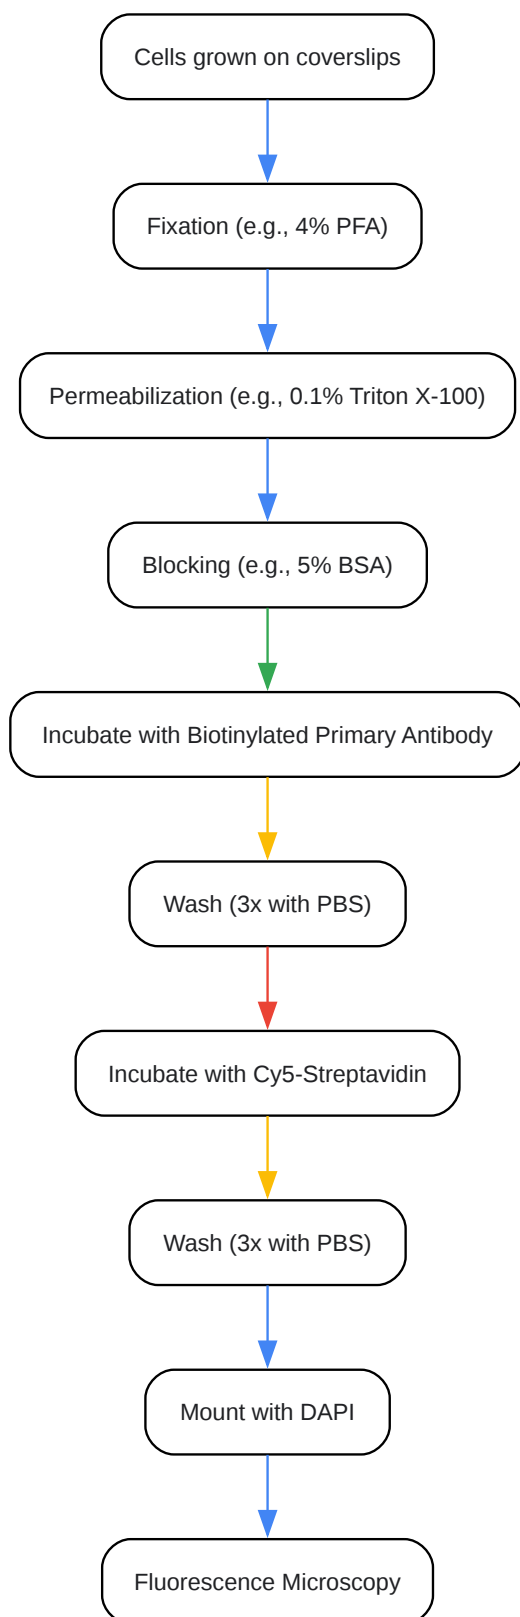 Cells grown on coverslips
Fixation (e.g., 4% PFA)
Permeabilization (e.g., 0.1% Triton X-100)
Blocking (e.g., 5% BSA)
Incubate with Biotinylated Primary Antibody
Wash (3x with PBS)
Incubate with Cy5-Streptavidin
Wash (3x with PBS)
Mount with DAPI
Fluorescence Microscopy